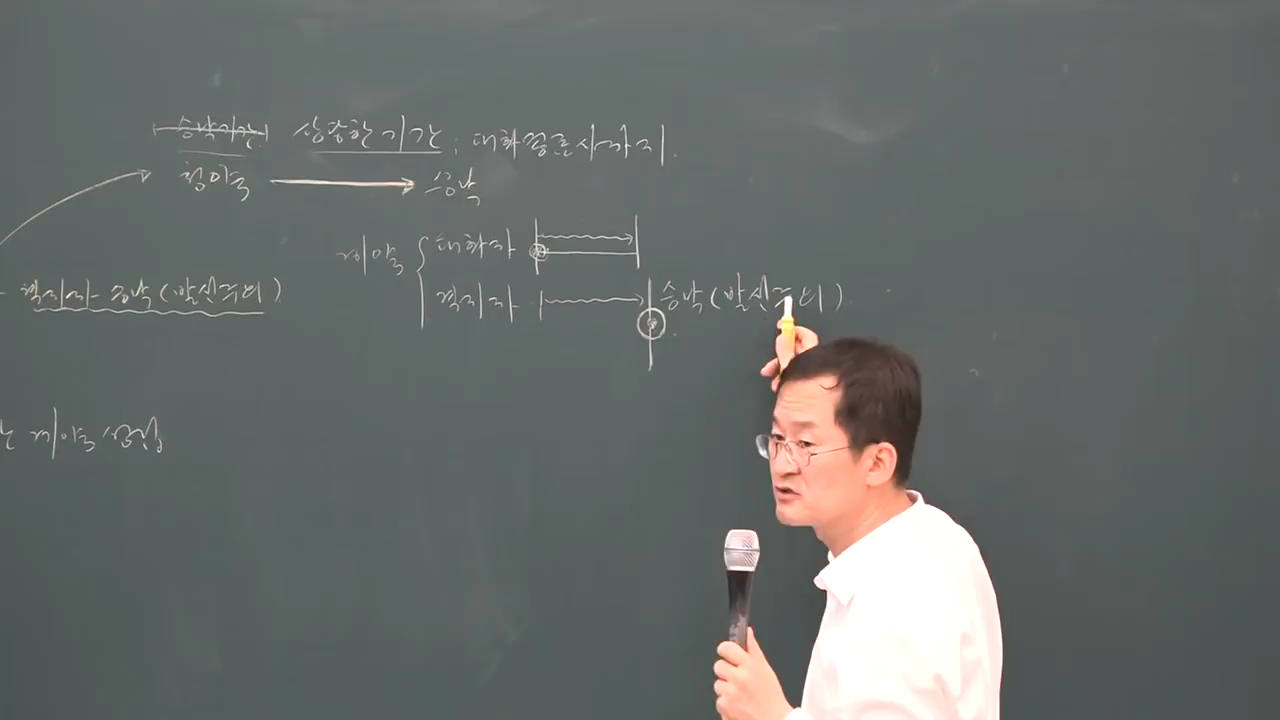 승낙기간 상당한 기간 ; 대화종료시까지.
청약 → 승낙
계약 { 대화자
격지자 승낙 (발신주의)
격지자 - 승낙 (발신주의)
는 계약성립